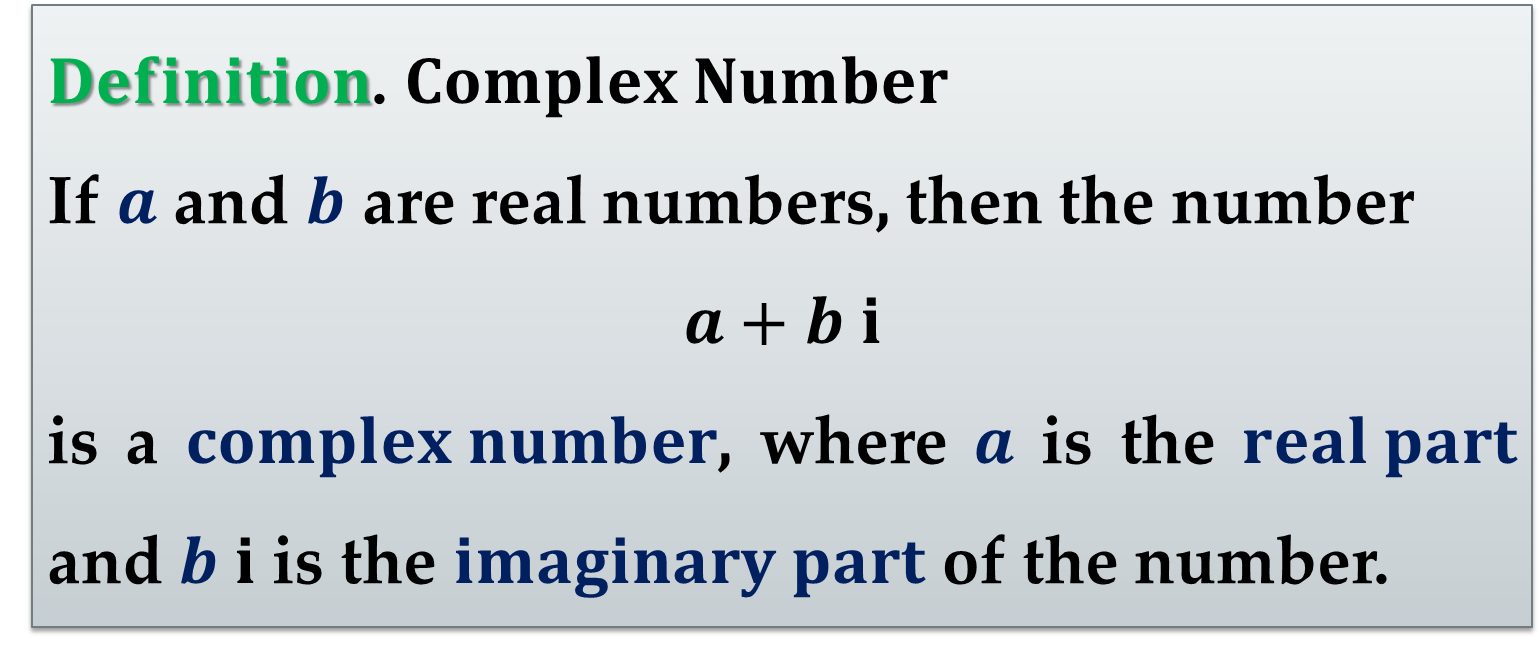 Definition. Complex Number
If a and b are real numbers, then the number
a + b i
is a complex number, where a is the real part
and b i is the imaginary part of the number.